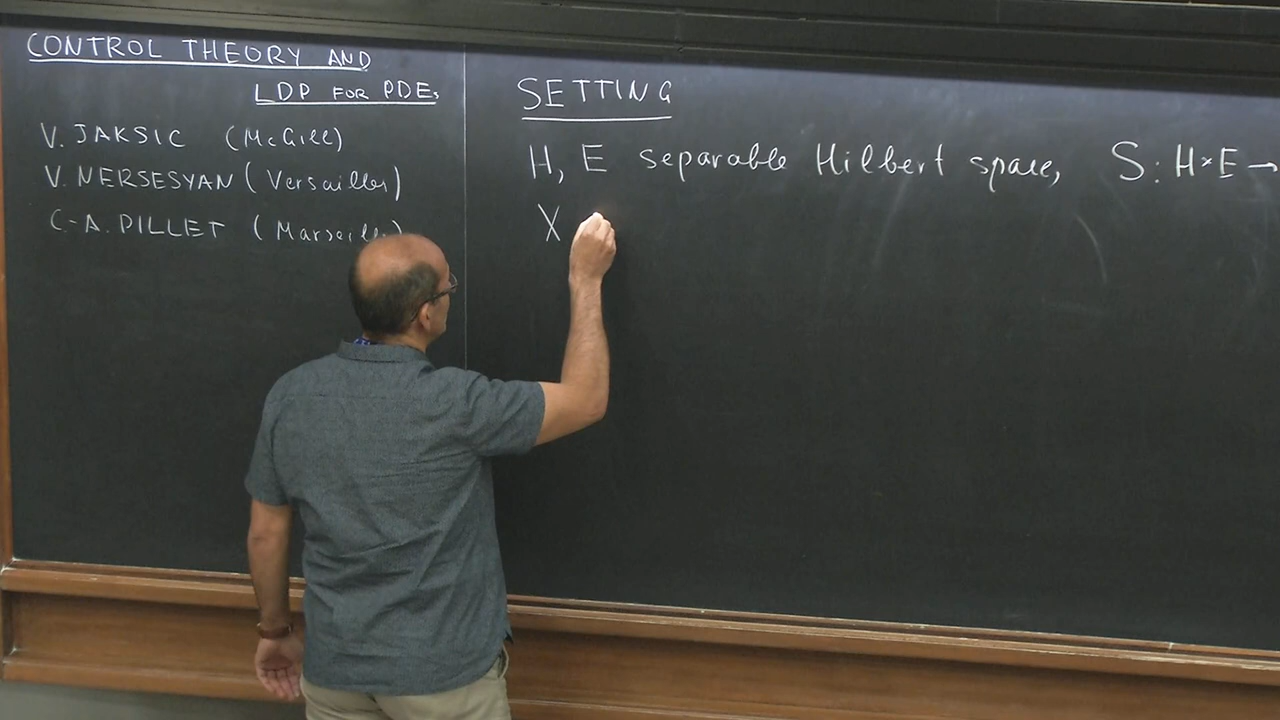 CONTROL THEORY AND
LDP FOR PDEs
V. JAKSIC (McGill)
V. NERSESYAN (Versailles)
C-A. PILLET (Marseille)
SETTING
H, E separable Hilbert space, S: H×E →
X